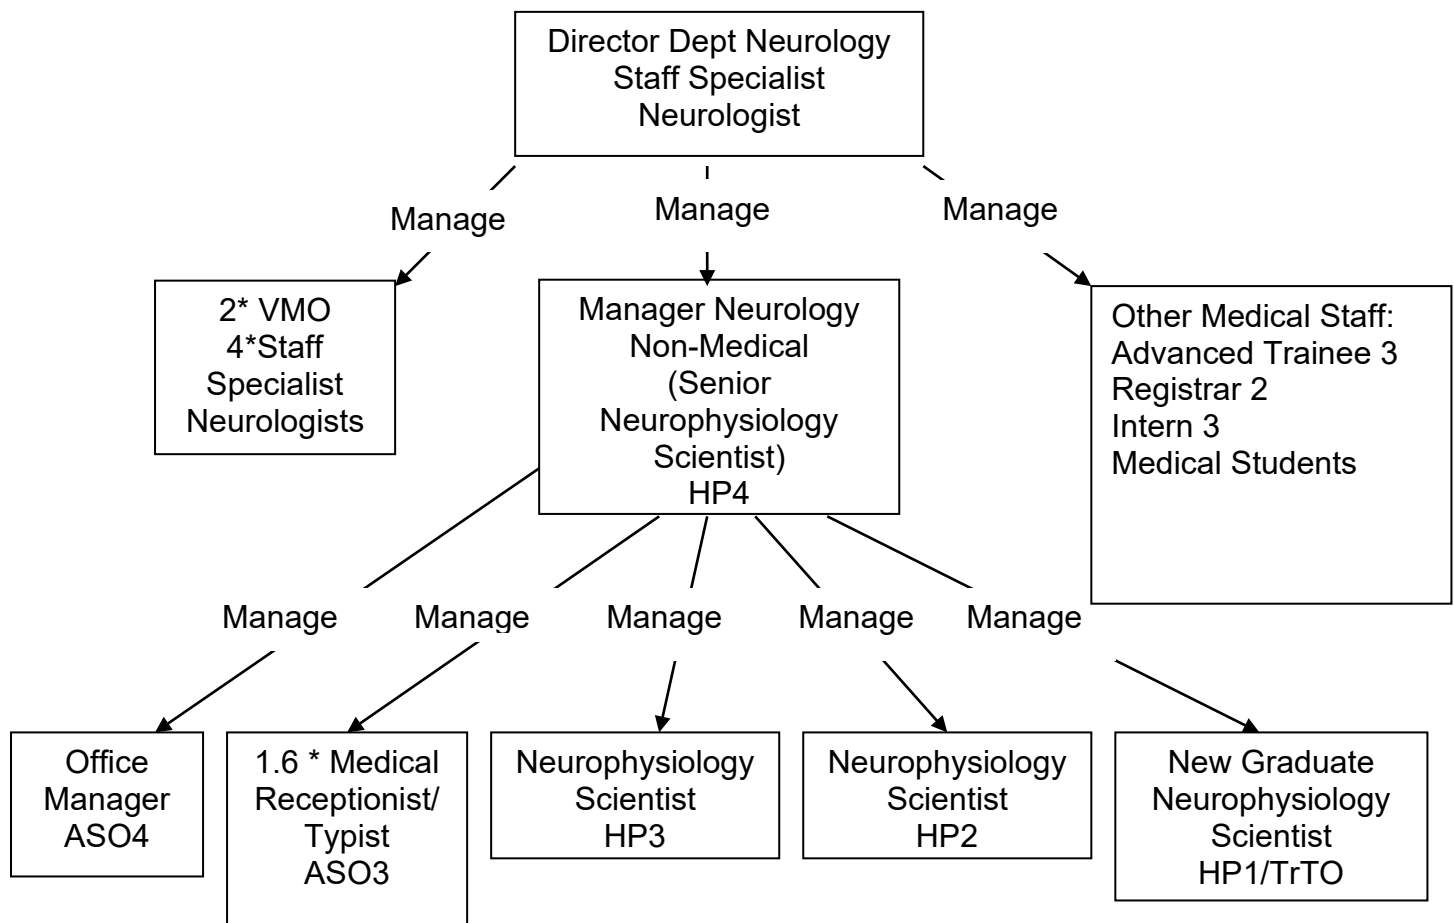 Director Dept Neurology
Staff Specialist
Neurologist
Manage
Manage
Manage
2* VMO
4*Staff
Specialist
Neurologists
Manager Neurology
Non-Medical
(Senior
Neurophysiology
Scientist)
HP4
Other Medical Staff:
Advanced Trainee 3
Registrar 2
Intern 3
Medical Students
Manage
Manage
Manage
Manage
Manage
Office
Manager
ASO4
1.6 * Medical
Receptionist/
Typist
ASO3
Neurophysiology
Scientist
HP3
Neurophysiology
Scientist
HP2
New Graduate
Neurophysiology
Scientist
HP1/TrTO